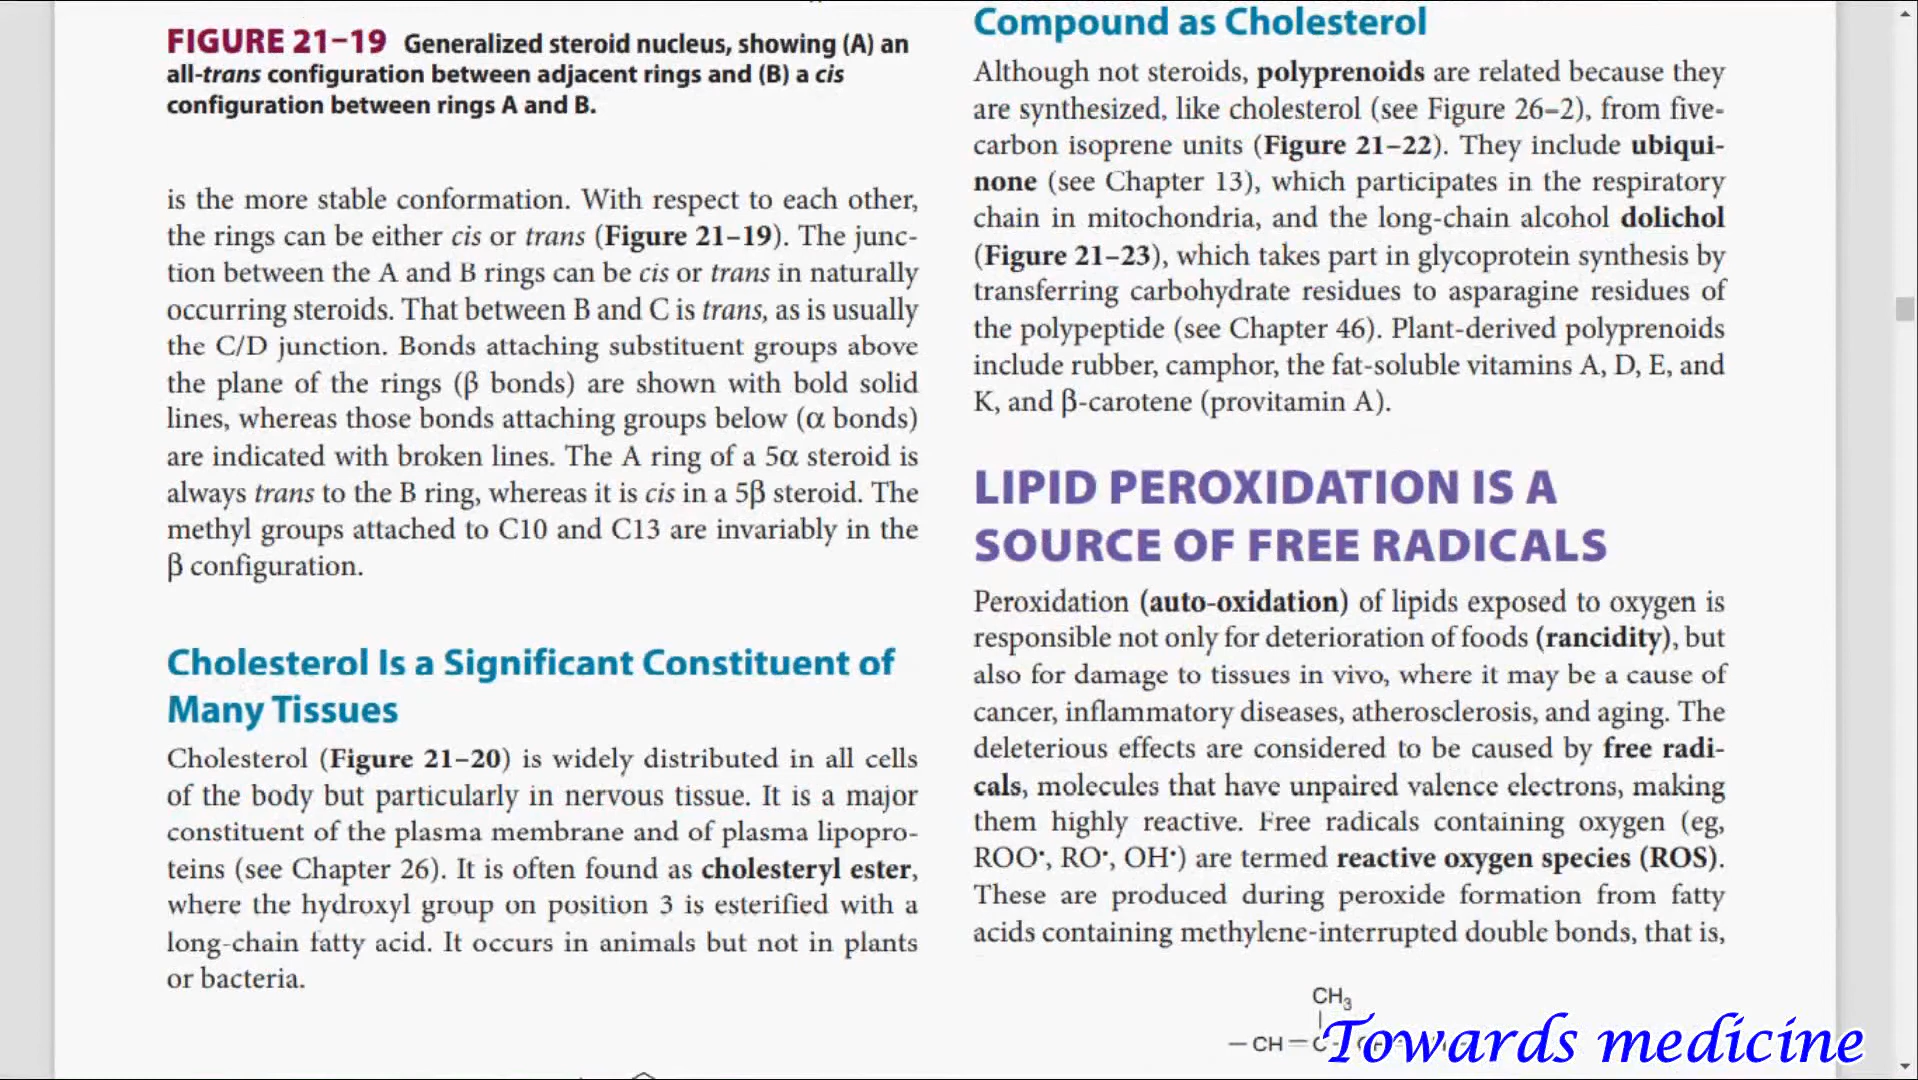 FIGURE 21–19 Generalized steroid nucleus, showing (A) an
all-trans configuration between adjacent rings and (B) a cis
configuration between rings A and B.
is the more stable conformation. With respect to each other,
the rings can be either cis or trans (Figure 21–19). The junc-
tion between the A and B rings can be cis or trans in naturally
occurring steroids. That between B and C is trans, as is usually
the C/D junction. Bonds attaching substituent groups above
the plane of the rings (β bonds) are shown with bold solid
lines, whereas those bonds attaching groups below (α bonds)
are indicated with broken lines. The A ring of a 5α steroid is
always trans to the B ring, whereas it is cis in a 5β steroid. The
methyl groups attached to C10 and C13 are invariably in the
β configuration.
Cholesterol Is a Significant Constituent of
Many Tissues
Cholesterol (Figure 21–20) is widely distributed in all cells
of the body but particularly in nervous tissue. It is a major
constituent of the plasma membrane and of plasma lipopro-
teins (see Chapter 26). It is often found as cholesteryl ester,
where the hydroxyl group on position 3 is esterified with a
long-chain fatty acid. It occurs in animals but not in plants
or bacteria.
Compound as Cholesterol
Although not steroids, polyprenoids are related because they
are synthesized, like cholesterol (see Figure 26–2), from five-
carbon isoprene units (Figure 21–22). They include ubiqui-
none (see Chapter 13), which participates in the respiratory
chain in mitochondria, and the long-chain alcohol dolichol
(Figure 21–23), which takes part in glycoprotein synthesis by
transferring carbohydrate residues to asparagine residues of
the polypeptide (see Chapter 46). Plant-derived polyprenoids
include rubber, camphor, the fat-soluble vitamins A, D, E, and
K, and β-carotene (provitamin A).
LIPID PEROXIDATION IS A
SOURCE OF FREE RADICALS
Peroxidation (auto-oxidation) of lipids exposed to oxygen is
responsible not only for deterioration of foods (rancidity), but
also for damage to tissues in vivo, where it may be a cause of
cancer, inflammatory diseases, atherosclerosis, and aging. The
deleterious effects are considered to be caused by free radi-
cals, molecules that have unpaired valence electrons, making
them highly reactive. Free radicals containing oxygen (eg,
ROO•, RO•, OH•) are termed reactive oxygen species (ROS).
These are produced during peroxide formation from fatty
acids containing methylene-interrupted double bonds, that is,
CH₃
— CH = C
Towards medicine